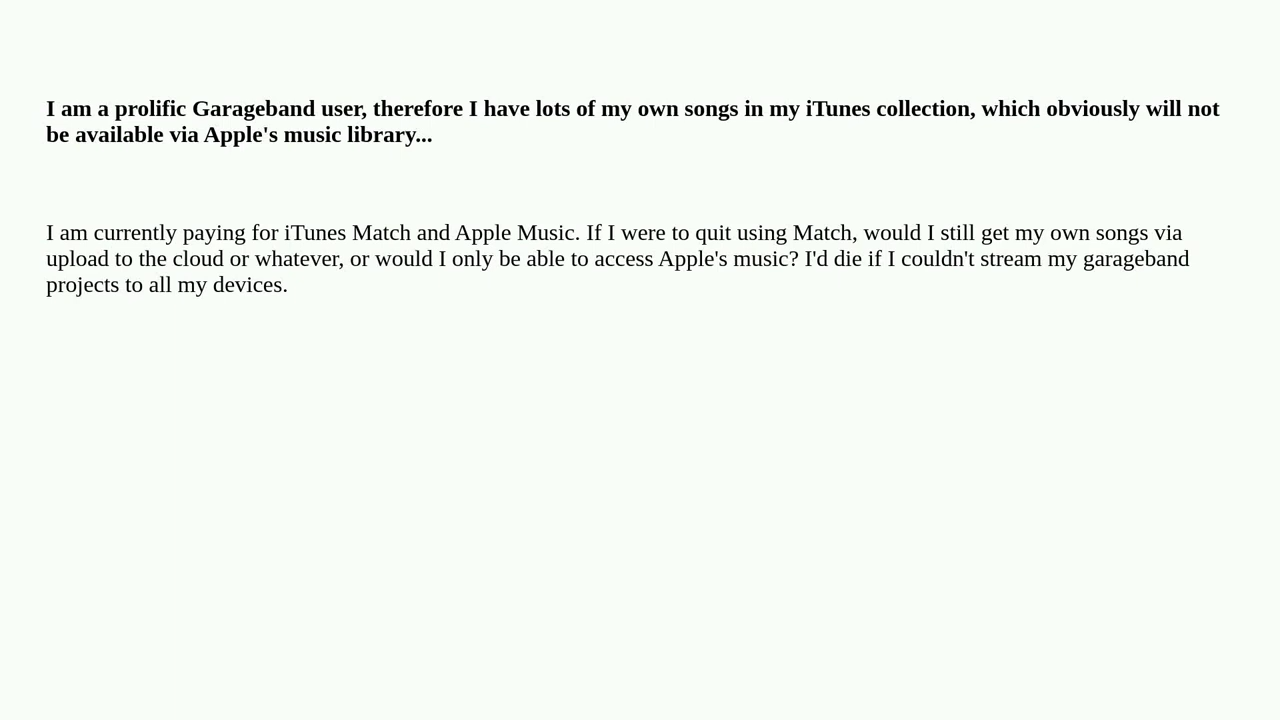 I am a prolific Garageband user, therefore I have lots of my own songs in my iTunes collection, which obviously will not
be available via Apple's music library...
I am currently paying for iTunes Match and Apple Music. If I were to quit using Match, would I still get my own songs via
upload to the cloud or whatever, or would I only be able to access Apple's music? I'd die if I couldn't stream my garageband
projects to all my devices.